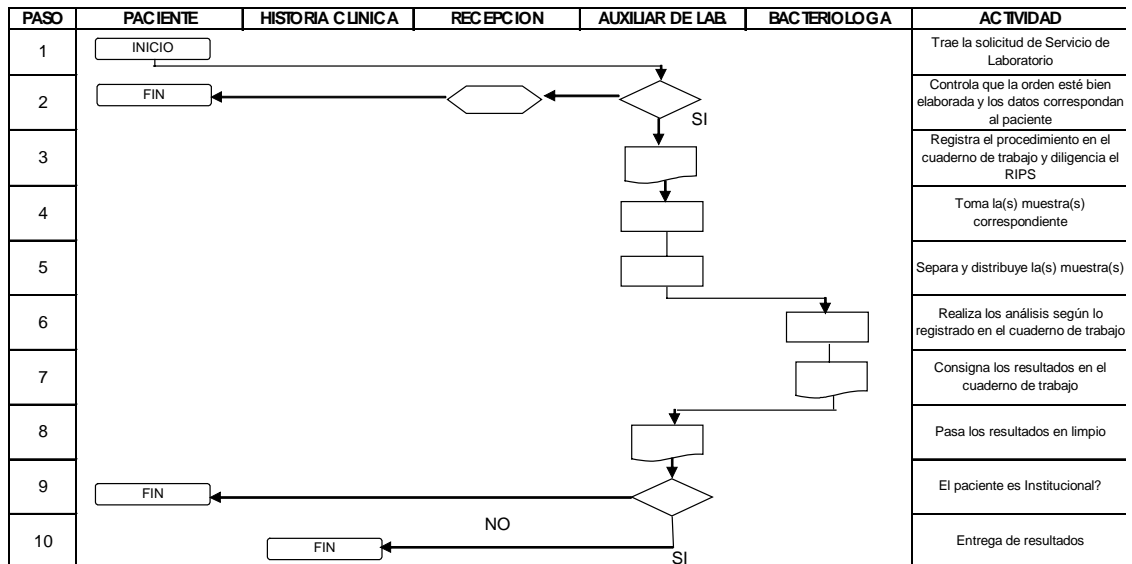 PASO PACIENTE HISTORIA CLINICA RECEPCION AUXILIAR DE LAB. BACTERIOLOGA ACTIVIDAD
1 INICIO Trae la solicitud de Servicio de
Laboratorio
2 FIN SI Controla que la orden esté bien
elaborada y los datos correspondan
al paciente
3 Registra el procedimiento en el
cuaderno de trabajo y diligencia el
RIPS
4 Toma la(s) muestra(s)
correspondiente
5 Separa y distribuye la(s) muestra(s)
6 Realiza los análisis según lo
registrado en el cuaderno de trabajo
7 Consigna los resultados en el
cuaderno de trabajo
8 Pasa los resultados en limpio
9 FIN El paciente es Institucional?
NO
10 FIN SI Entrega de resultados